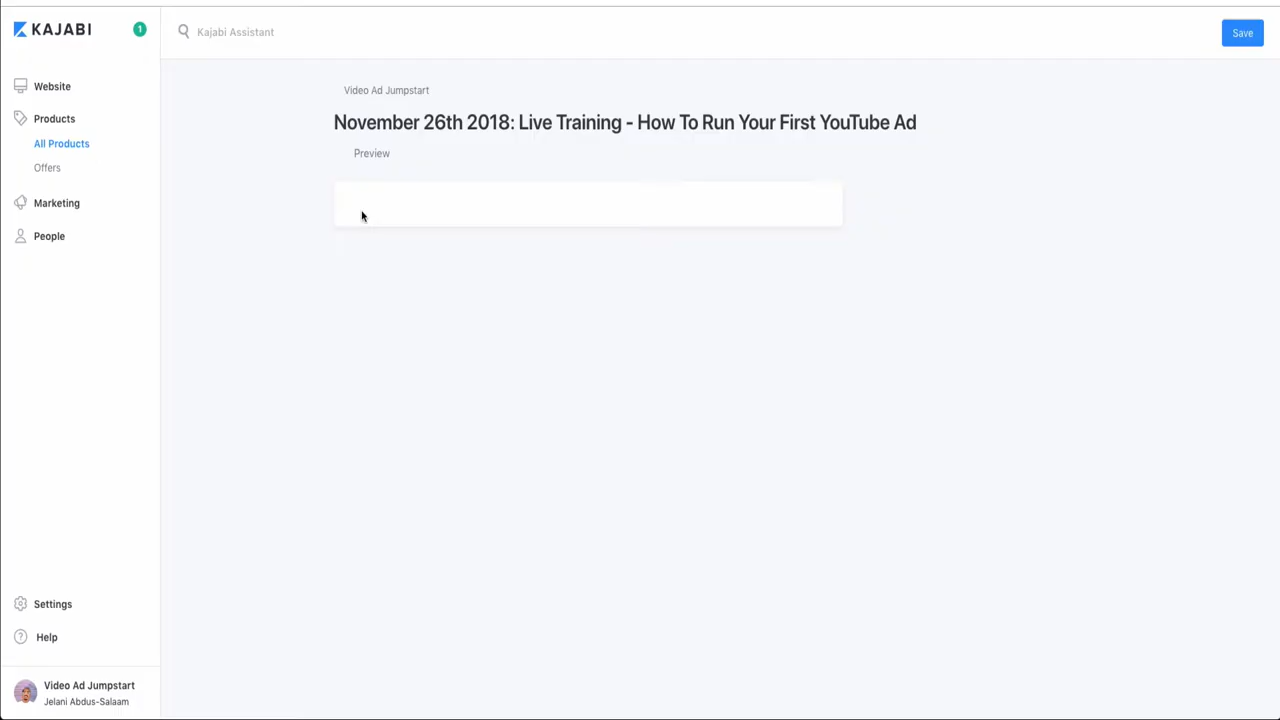 KAJABI
1
Kajabi Assistant
Save
Website
Products
All Products
Offers
Marketing
People
Video Ad Jumpstart
November 26th 2018: Live Training - How To Run Your First YouTube Ad
Preview
Settings
Help
Video Ad Jumpstart
Jelani Abdus-Salaam